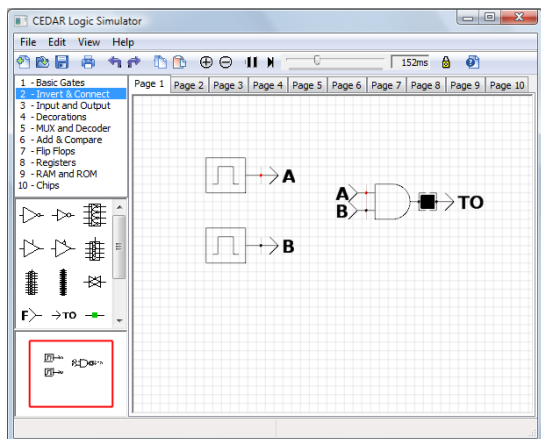 CEDAR Logic Simulator
File Edit View Help
152ms
1 - Basic Gates
2 - Invert & Connect
3 - Input and Output
4 - Decorations
5 - MUX and Decoder
6 - Add & Compare
7 - Flip Flops
8 - Registers
9 - RAM and ROM
10 - Chips
Page 1 Page 2 Page 3 Page 4 Page 5 Page 6 Page 7 Page 8 Page 9 Page 10
A
A
B
TO
B
F
TO